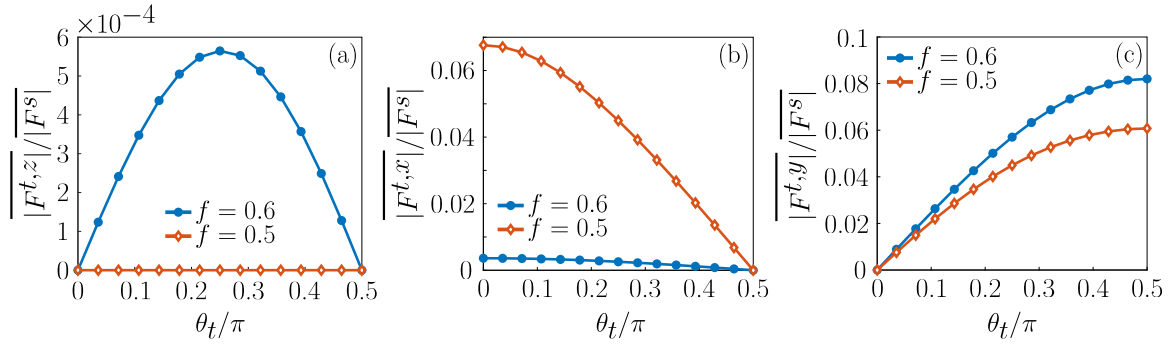 ×10⁻⁴
(a)
6
5
4
3
2
1
0
0 0.1 0.2 0.3 0.4 0.5
θ_t/π
|F^{t,z}|/|F^s|
f = 0.6
f = 0.5
(b)
0.06
0.04
0.02
0
0 0.1 0.2 0.3 0.4 0.5
θ_t/π
|F^{t,x}|/|F^s|
f = 0.6
f = 0.5
(c)
0.1
0.08
0.06
0.04
0.02
0
0 0.1 0.2 0.3 0.4 0.5
θ_t/π
|F^{t,y}|/|F^s|
f = 0.6
f = 0.5